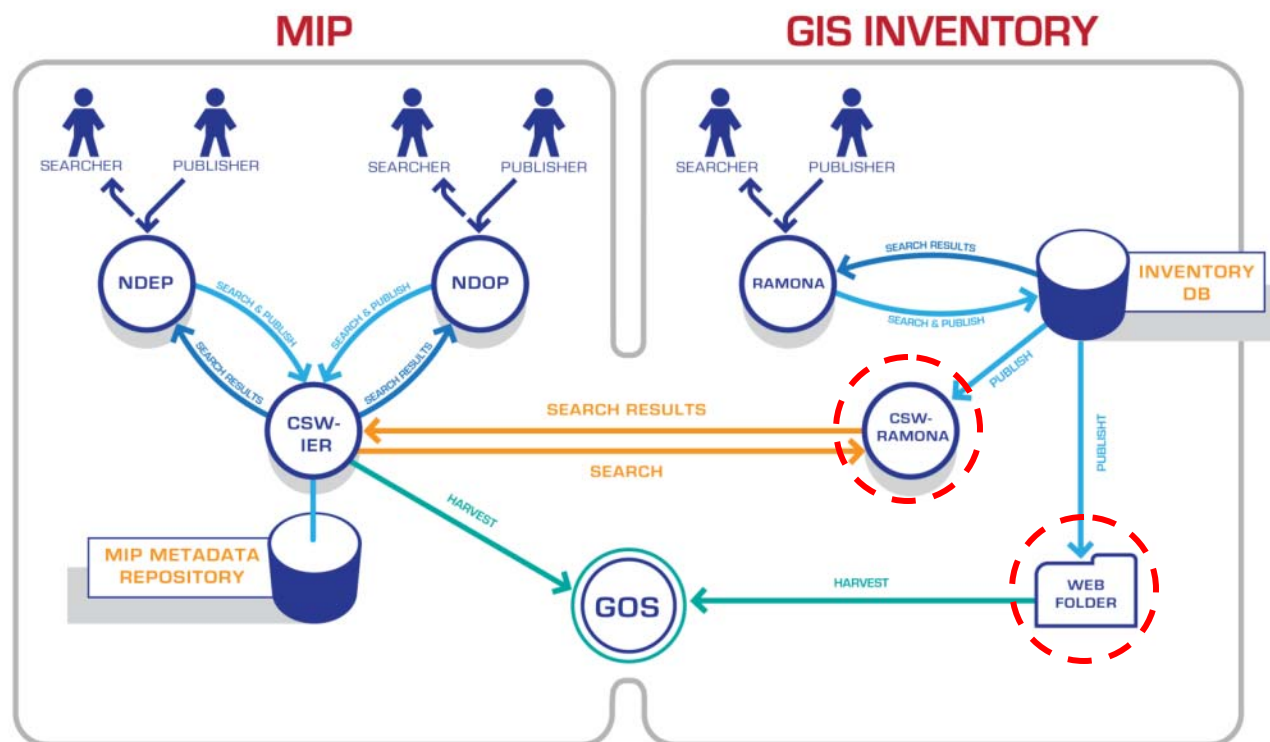 MIP
GIS INVENTORY
SEARCHER
PUBLISHER
SEARCHER
PUBLISHER
SEARCHER
PUBLISHER
NDEP
NDOP
RAMONA
SEARCH RESULTS
SEARCH & PUBLISH
INVENTORY
DB
SEARCH & PUBLISH
SEARCH & PUBLISH
SEARCH RESULTS
SEARCH RESULTS
PUBLISH
PUBLISHT
CSW-
IER
SEARCH RESULTS
SEARCH
CSW-
RAMONA
HARVEST
MIP METADATA
REPOSITORY
GOS
HARVEST
WEB
FOLDER